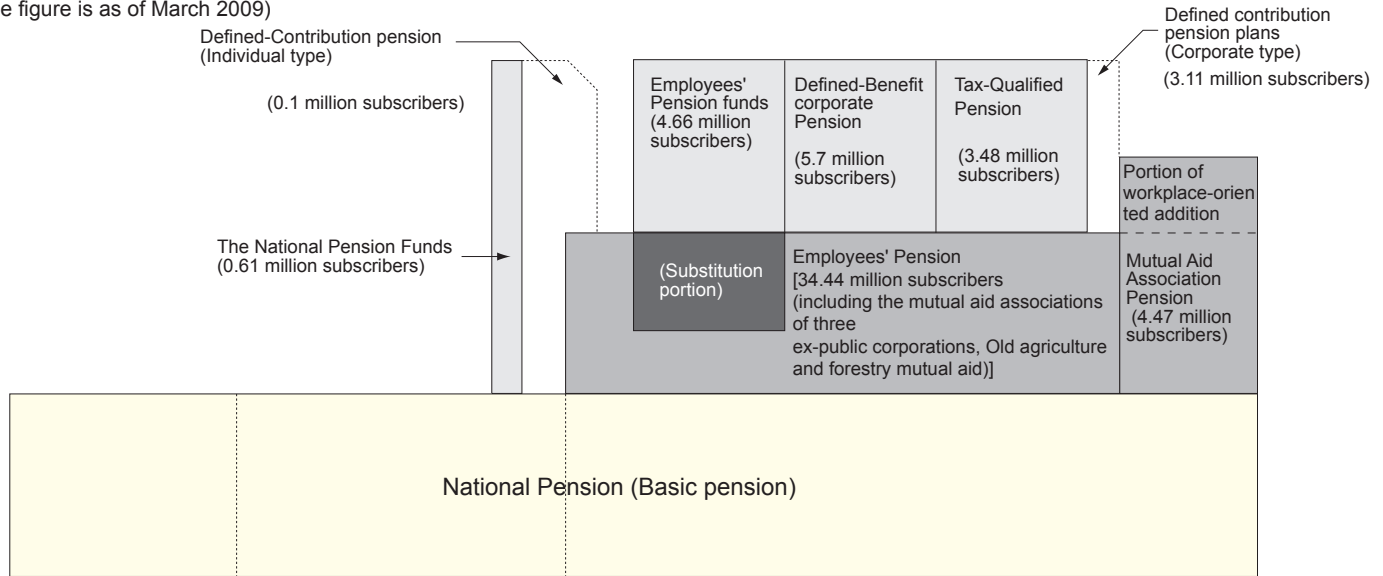 e figure is as of March 2009)
Defined-Contribution pension
(Individual type)
(0.1 million subscribers)
The National Pension Funds
(0.61 million subscribers)
Employees'
Pension funds
(4.66 million
subscribers)
Defined-Benefit
corporate
Pension
(5.7 million
subscribers)
Tax-Qualified
Pension
(3.48 million
subscribers)
Defined contribution
pension plans
(Corporate type)
(3.11 million subscribers)
Portion of
workplace-orien
ted addition
(Substitution
portion)
Employees' Pension
[34.44 million subscribers
(including the mutual aid associations
of three
ex-public corporations, Old agriculture
and forestry mutual aid)]
Mutual Aid
Association
Pension
(4.47 million
subscribers)
National Pension (Basic pension)